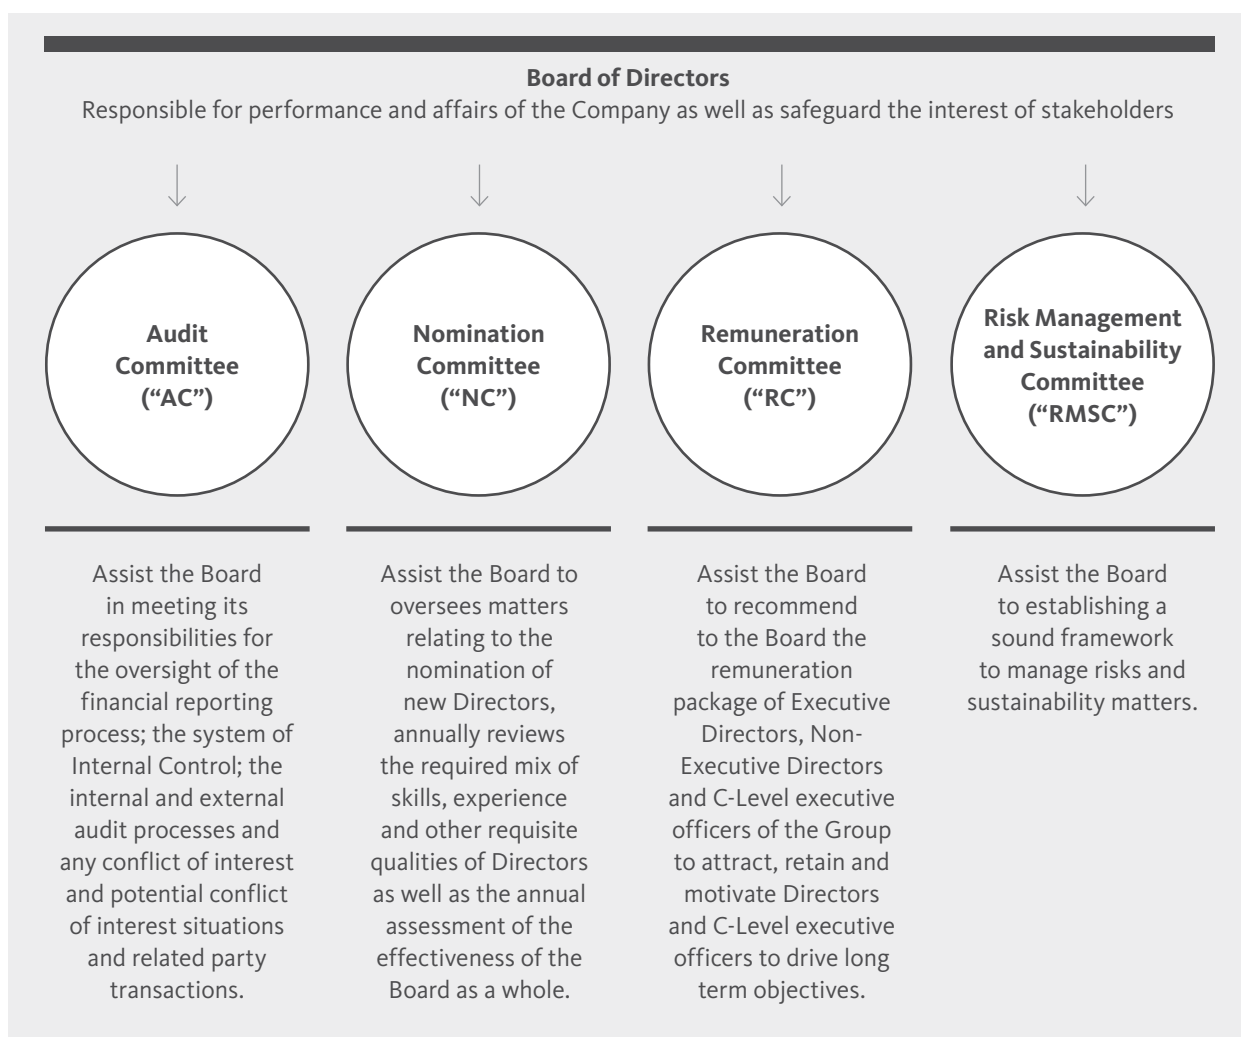 Board of Directors
Responsible for performance and affairs of the Company as well as safeguard the interest of stakeholders
Audit
Committee
(“AC”)
Nomination
Committee
(“NC”)
Remuneration
Committee
(“RC”)
Risk Management
and Sustainability
Committee
(“RMSC”)
Assist the Board
in meeting its
responsibilities for
the oversight of the
financial reporting
process; the system of
Internal Control; the
internal and external
audit processes and
any conflict of interest
and potential conflict
of interest situations
and related party
transactions.
Assist the Board to
oversees matters
relating to the
nomination of
new Directors,
annually reviews
the required mix of
skills, experience
and other requisite
qualities of Directors
as well as the annual
assessment of the
effectiveness of the
Board as a whole.
Assist the Board
to recommend
to the Board the
remuneration
package of Executive
Directors, Non-
Executive Directors
and C-Level executive
officers of the Group
to attract, retain and
motivate Directors
and C-Level executive
officers to drive long
term objectives.
Assist the Board
to establishing a
sound framework
to manage risks and
sustainability matters.